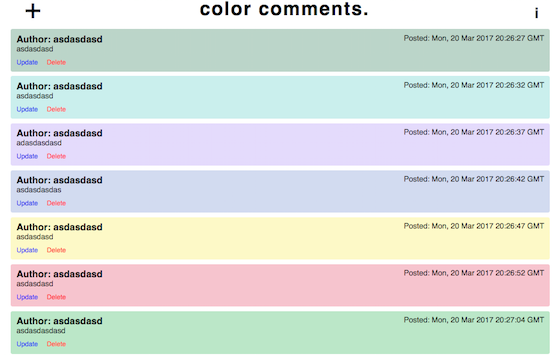 + color comments. i
Author: asdasdasd Posted: Mon, 20 Mar 2017 20:26:27 GMT
asdasdasd
Update Delete
Author: asdasdasd Posted: Mon, 20 Mar 2017 20:26:32 GMT
asdasdasd
Update Delete
Author: asdasdasd Posted: Mon, 20 Mar 2017 20:26:37 GMT
adasdasdasd
Update Delete
Author: asdasdasd Posted: Mon, 20 Mar 2017 20:26:42 GMT
asdasdasdas
Update Delete
Author: asdasdasd Posted: Mon, 20 Mar 2017 20:26:47 GMT
asdasdasd
Update Delete
Author: asdasdasd Posted: Mon, 20 Mar 2017 20:26:52 GMT
asdasdasd
Update Delete
Author: asdasdasd Posted: Mon, 20 Mar 2017 20:27:04 GMT
asdasdasdasd
Update Delete